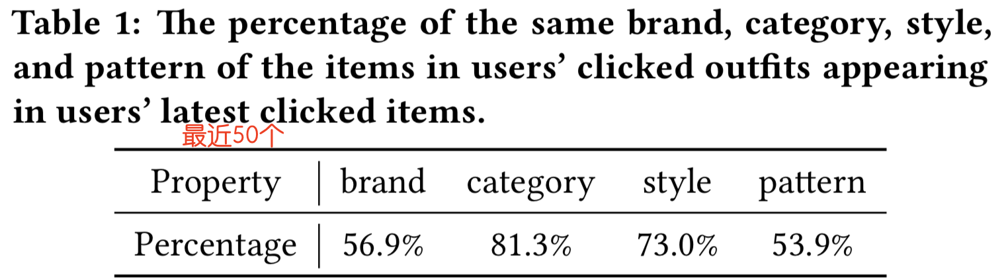 Table 1: The percentage of the same brand, category, style,
and pattern of the items in users’ clicked outfits appearing
in users’ latest clicked items.
最近50个
Property brand category style pattern
Percentage 56.9% 81.3% 73.0% 53.9%